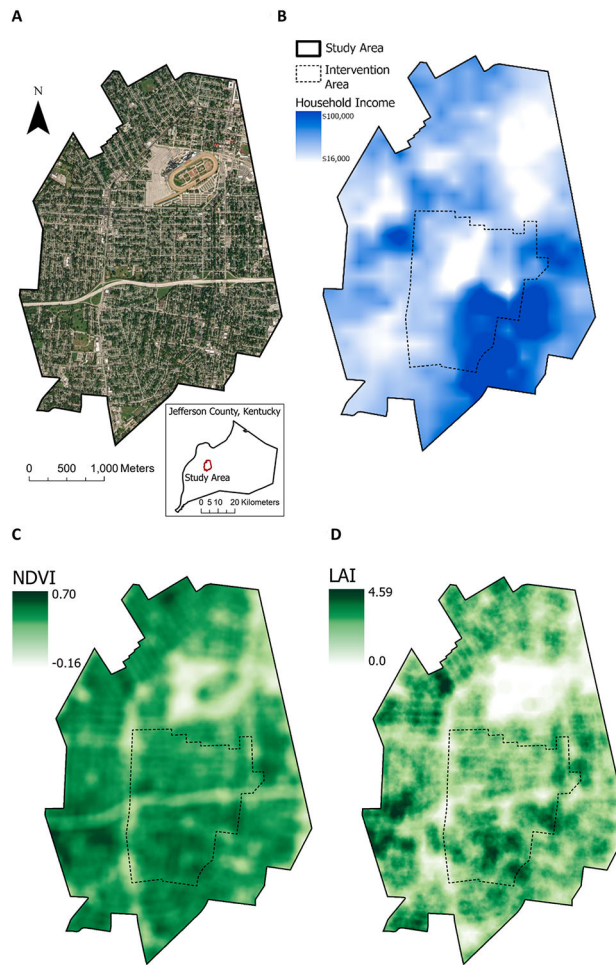 A
N
Jefferson County, Kentucky
Study Area
0 5 10 20 Kilometers
0 500 1,000 Meters
B
Study Area
Intervention
Area
Household Income
$100,000
$16,000
C
NDVI
0.70
-0.16
D
LAI
4.59
0.0